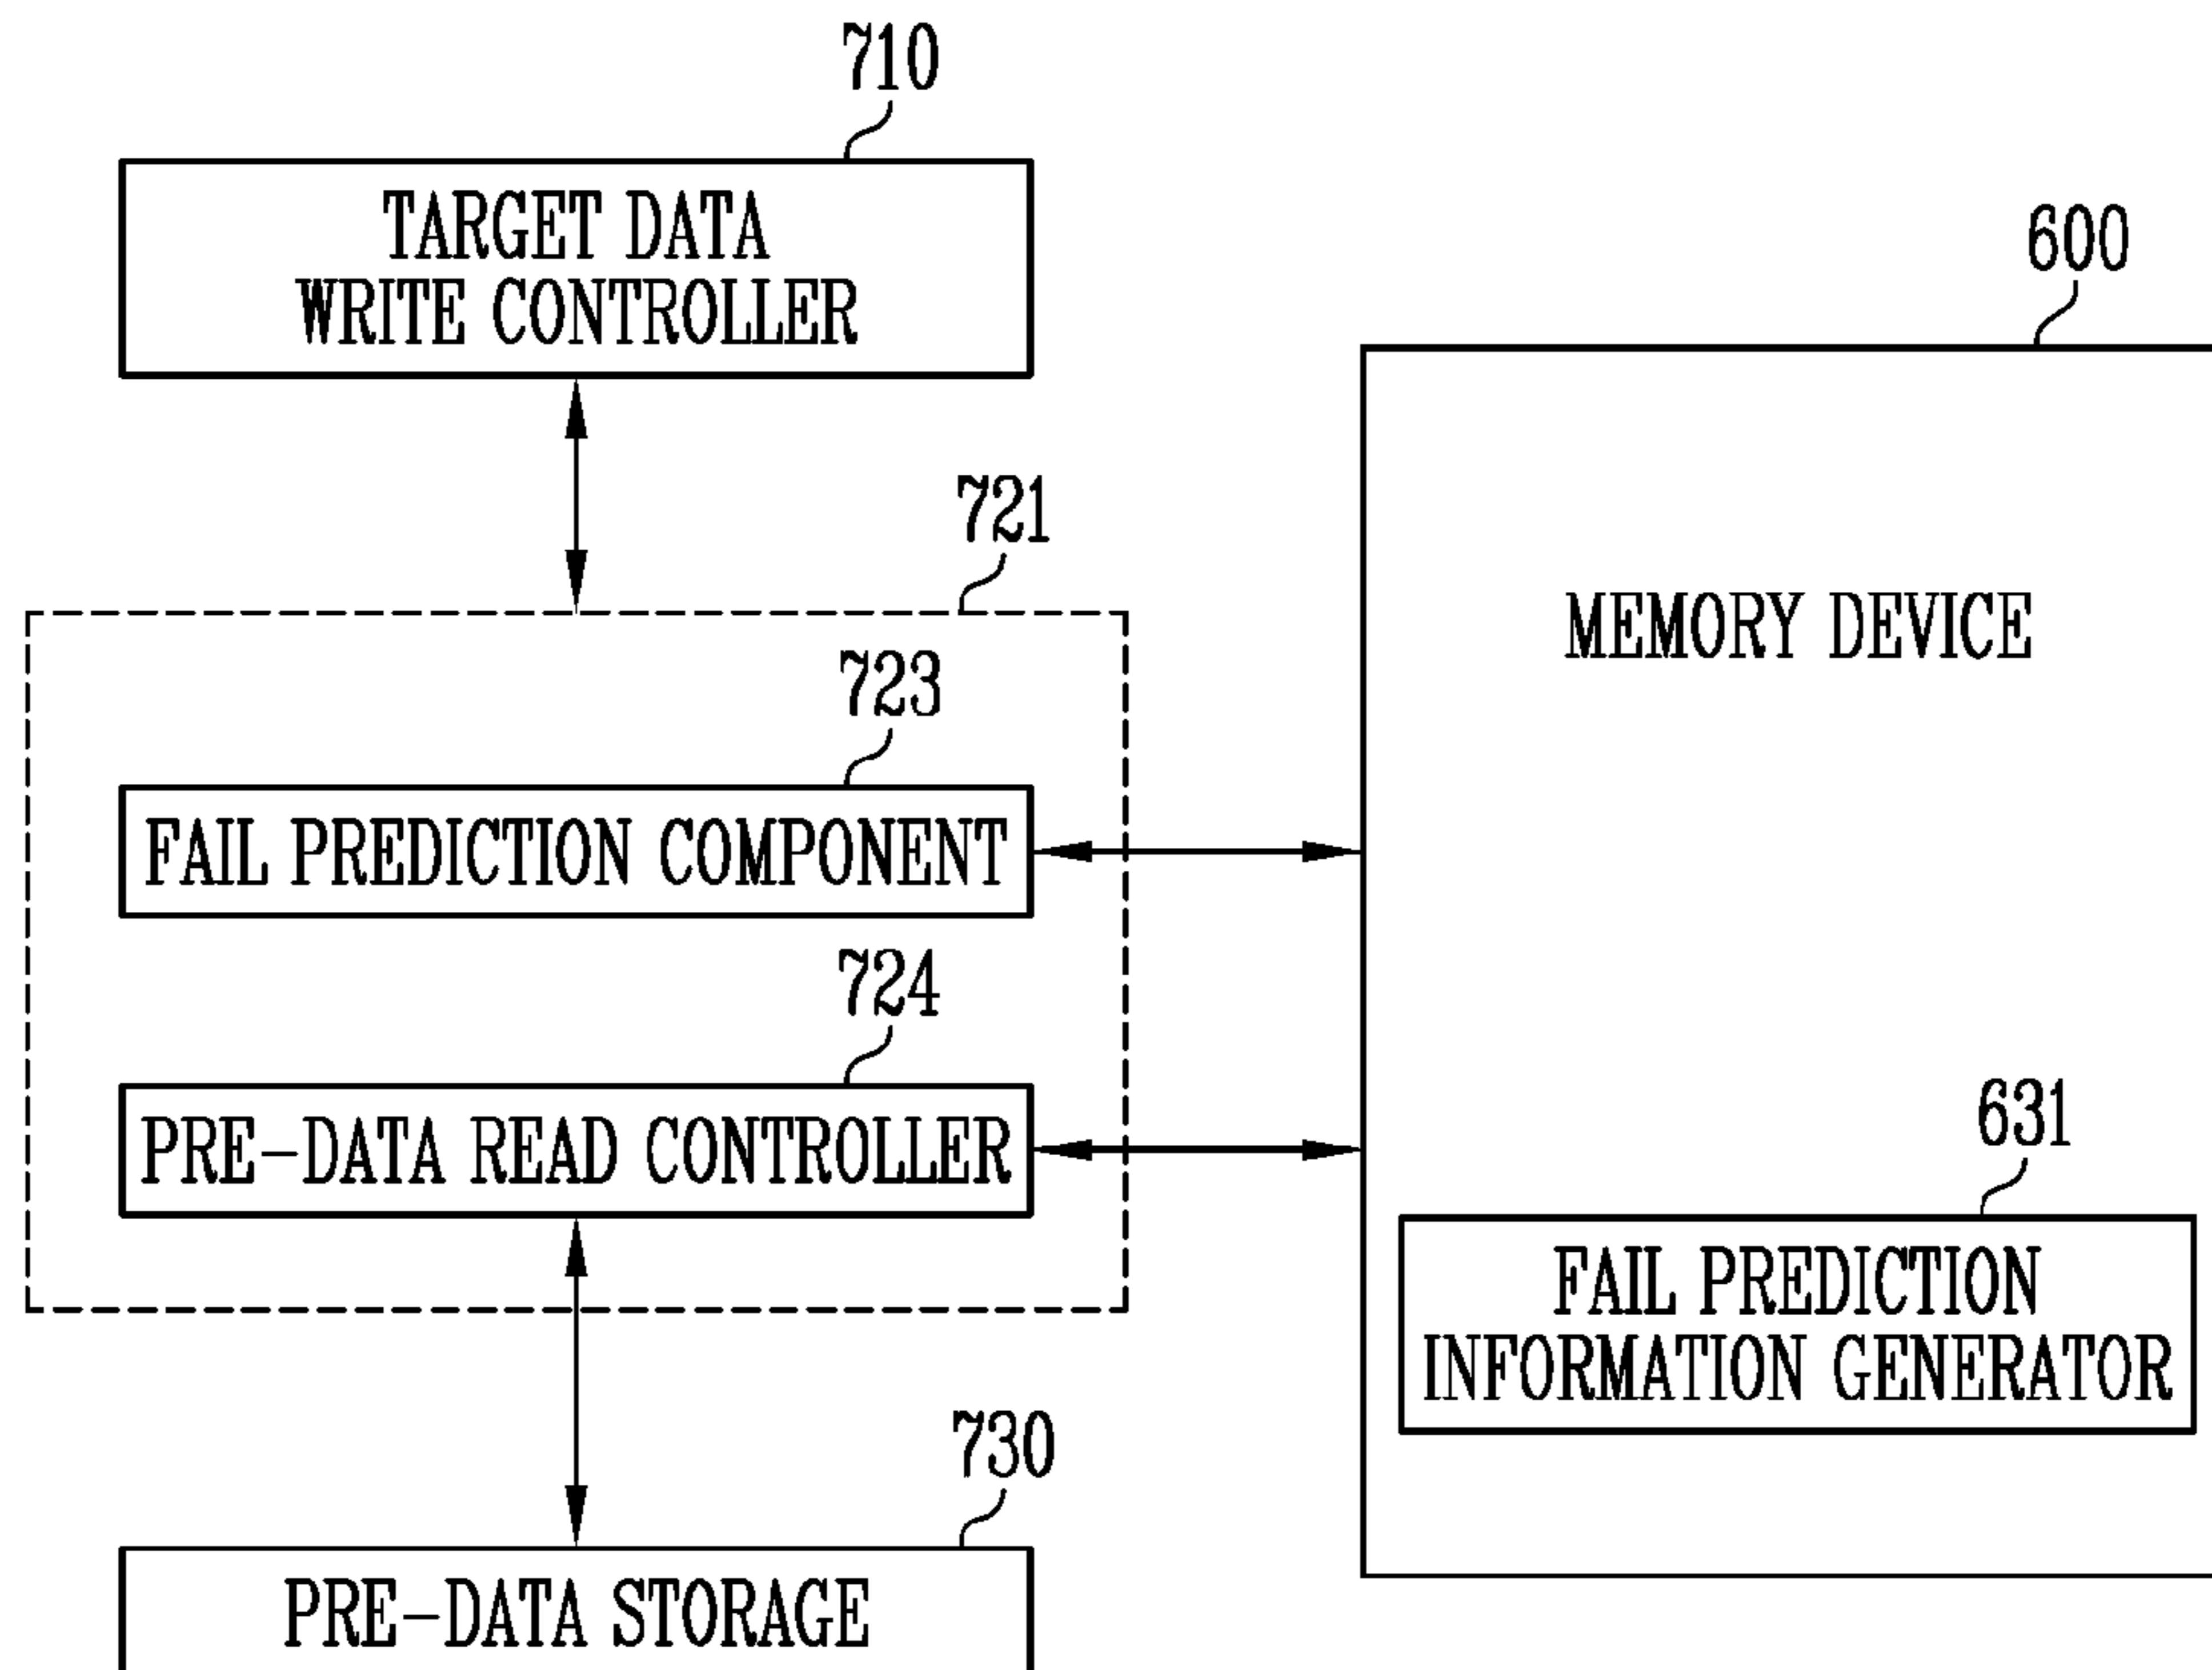 710
TARGET DATA
WRITE CONTROLLER
600
721
MEMORY DEVICE
723
FAIL PREDICTION COMPONENT
724
PRE-DATA READ CONTROLLER
631
FAIL PREDICTION
INFORMATION GENERATOR
730
PRE-DATA STORAGE